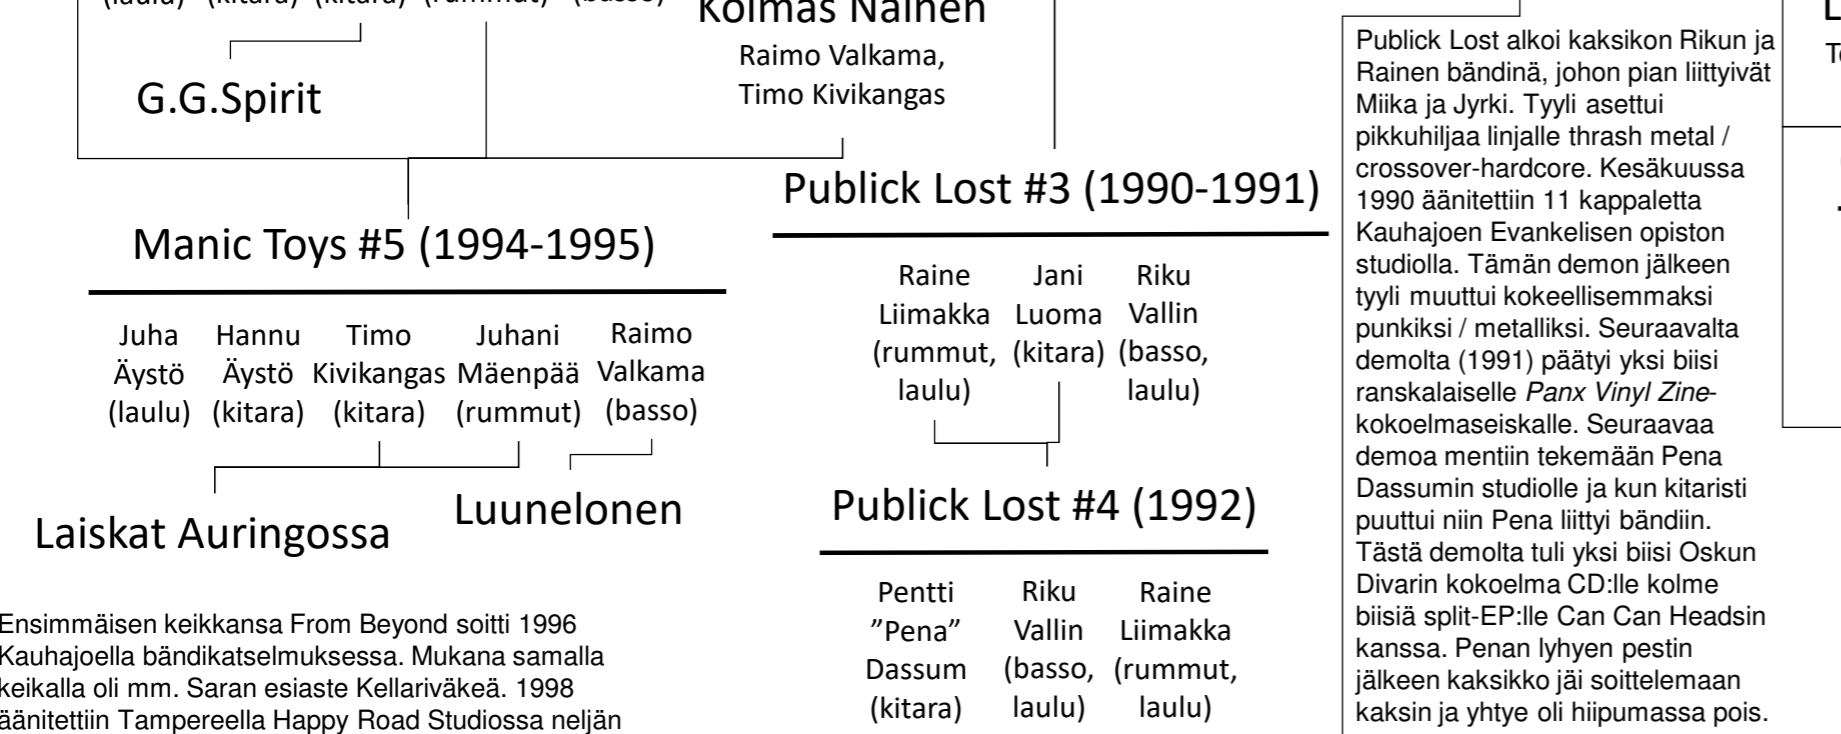 (laulu) (kitara) (kitara) (rummut) (basso)
Kolmas Nainen
Raimo Valkama,
Timo Kivikangas
G.G.Spirit
Manic Toys #5 (1994-1995)
Juha Äystö (laulu)
Hannu Äystö (kitara)
Timo Kivikangas (kitara)
Juhani Mäenpää (rummut)
Raimo Valkama (basso)
Laiskat Auringossa
Luunelonen
Ensimmäisen keikkansa From Beyond soitti 1996
Kauhajoella bändikatselmuksessa. Mukana samalla
keikalla oli mm. Saran esiaste Kellariväkeä. 1998
äänitettiin Tampereella Happy Road Studiossa neljän
Publick Lost #3 (1990-1991)
Raine Liimakka (rummut, laulu)
Jani Luoma (kitara)
Riku Vallin (basso, laulu)
Publick Lost #4 (1992)
Pentti ”Pena” Dassum (kitara)
Riku Vallin (basso, laulu)
Raine Liimakka (rummut, laulu)
Publick Lost alkoi kaksikon Rikun ja
Rainen bändinä, johon pian liittyivät
Miika ja Jyrki. Tyyli asettui
pikkuhiljaa linjalle thrash metal /
crossover-hardcore. Kesäkuussa
1990 äänitettiin 11 kappaletta
Kauhajoen Evankelisen opiston
studiolla. Tämän demon jälkeen
tyyli muuttui kokeellisemmaksi
punkiksi / metalliksi. Seuraavalta
demolta (1991) päätyi yksi biisi
ranskalaiselle Panx Vinyl Zine-
kokoelmaseiskalle. Seuraavaa
demoa mentiin tekemään Pena
Dassumin studiolle ja kun kitaristi
puuttui niin Pena liittyi bändiin.
Tästä demolta tuli yksi biisi Oskun
Divarin kokoelma CD:lle kolme
biisiä split-EP:lle Can Can Headsin
kanssa. Penan lyhyen pestin
jälkeen kaksikko jäi soittelemaan
kaksin ja yhtye oli hiipumassa pois.